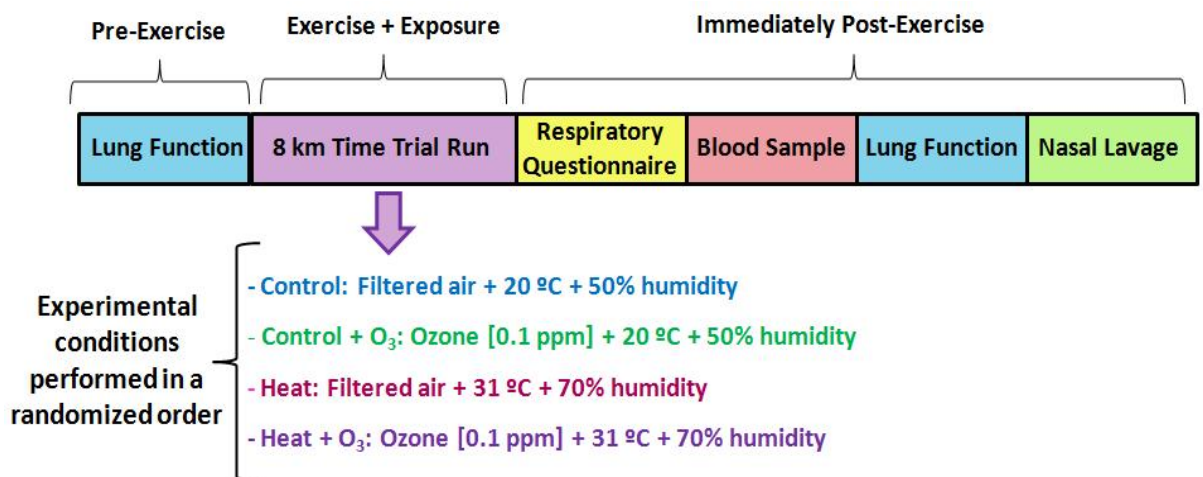 Pre-Exercise
Exercise + Exposure
Immediately Post-Exercise
Lung Function
8 km Time Trial Run
Respiratory
Questionnaire
Blood Sample
Lung Function
Nasal Lavage
Experimental
conditions
performed in a
randomized order
- Control: Filtered air + 20 ºC + 50% humidity
- Control + O₃: Ozone [0.1 ppm] + 20 ºC + 50% humidity
- Heat: Filtered air + 31 ºC + 70% humidity
- Heat + O₃: Ozone [0.1 ppm] + 31 ºC + 70% humidity